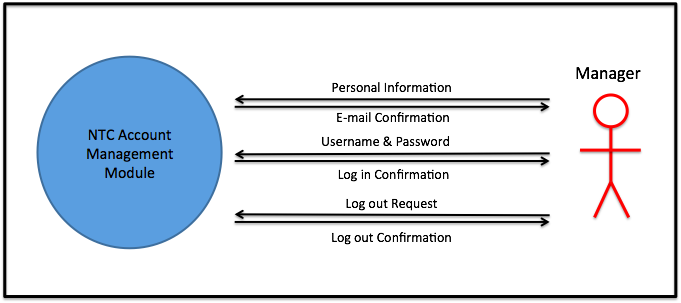 NTC Account
Management
Module
Personal Information
E-mail Confirmation
Username & Password
Log in Confirmation
Log out Request
Log out Confirmation
Manager